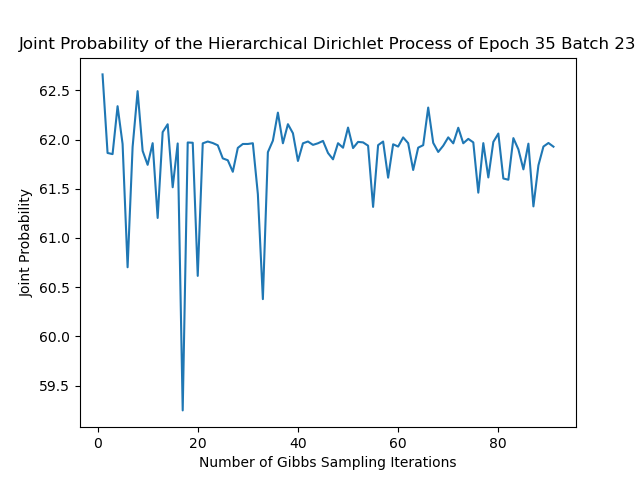 Joint Probability of the Hierarchical Dirichlet Process of Epoch 35 Batch 23
62.5
62.0
61.5
61.0
60.5
60.0
59.5
Joint Probability
0 20 40 60 80
Number of Gibbs Sampling Iterations